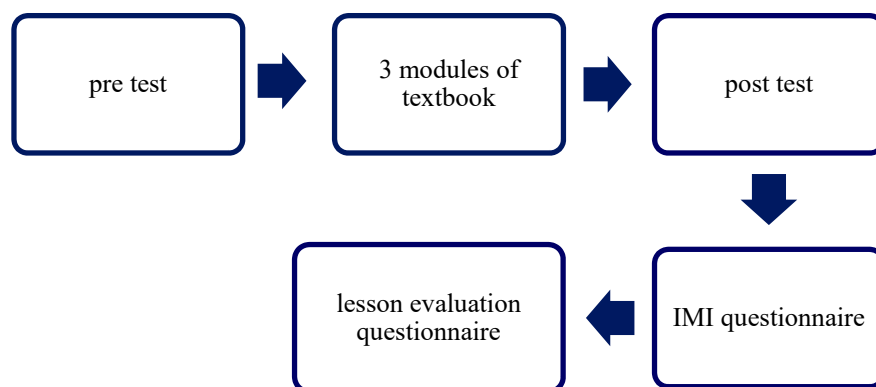 pre test
3 modules of
textbook
post test
IMI questionnaire
lesson evaluation
questionnaire